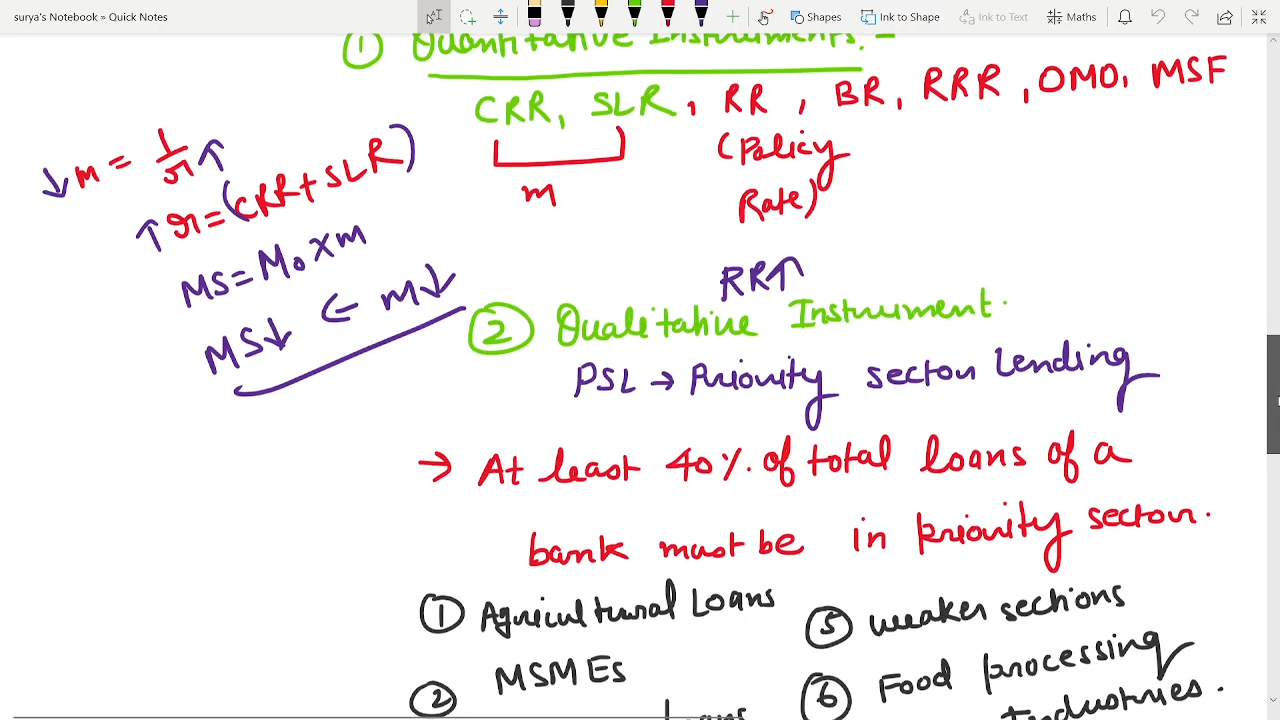 surya's Notebook » Quick Notes
Shapes Ink to Shape Ink to Text Maths
① Quantitative Instruments. -
CRR, SLR, RR, BR, RRR, OMO, MSF
m
(Policy
Rate)
↓m = 1/r↑
↑r=(CRR+SLR)
MS=M₀×m
MS↓ ← m↓
RR↑
② Qualitative Instrument.
PSL → Priority sector Lending
→ At least 40%. of total loans of a
bank must be in priority sector.
① Agricultural Loans
② MSMEs
Loans
⑤ weaker sections
⑥ Food processing
Industries.